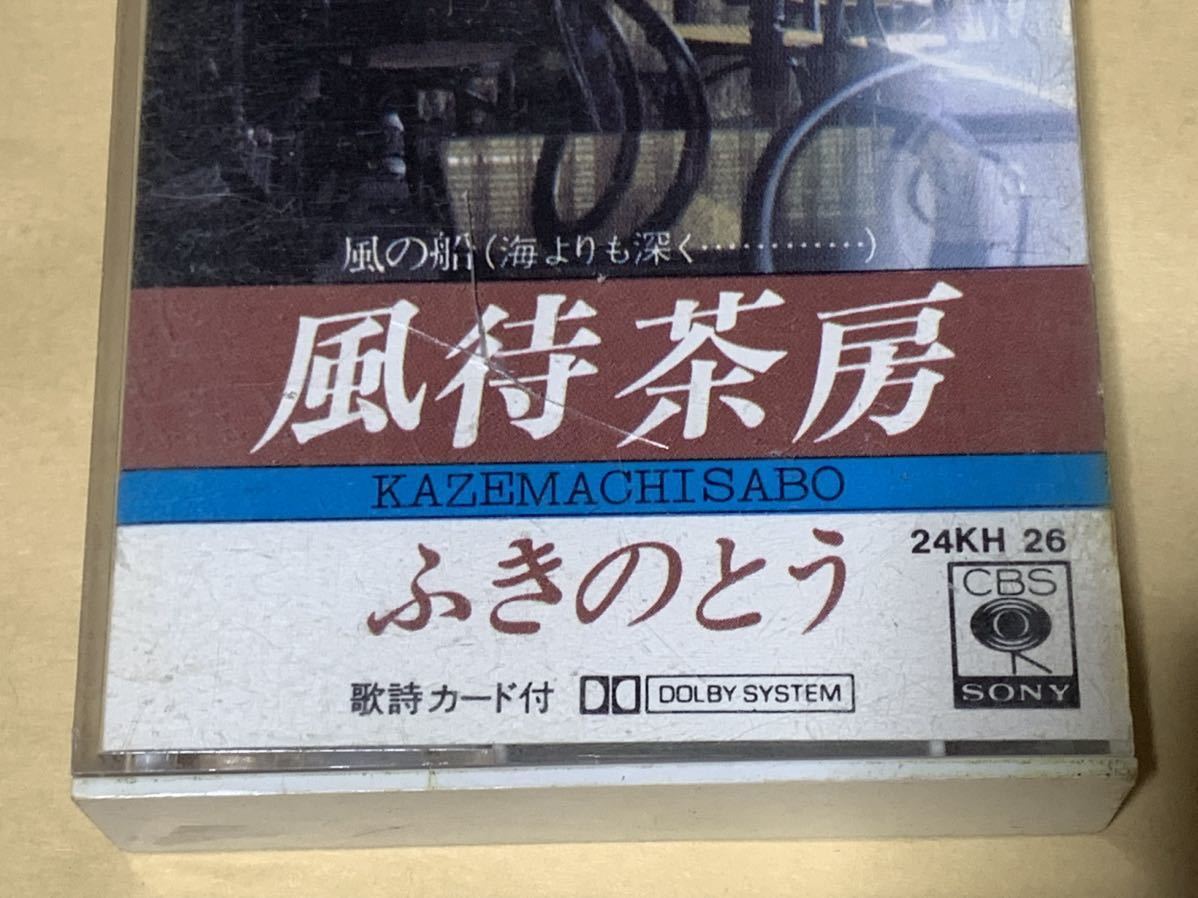 風の船(海よりも深く…………)
風待茶房
KAZEMACHISABO
ふきのとう
24KH 26
CBS
SONY
歌詩カード付
DOLBY SYSTEM